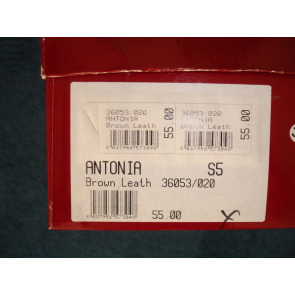 36053/020
ANTONIA
Brown Leath
55.00
36053/020
Brown Leath
55.00
ANTONIA S5
Brown Leath 36053/020
55.00
X